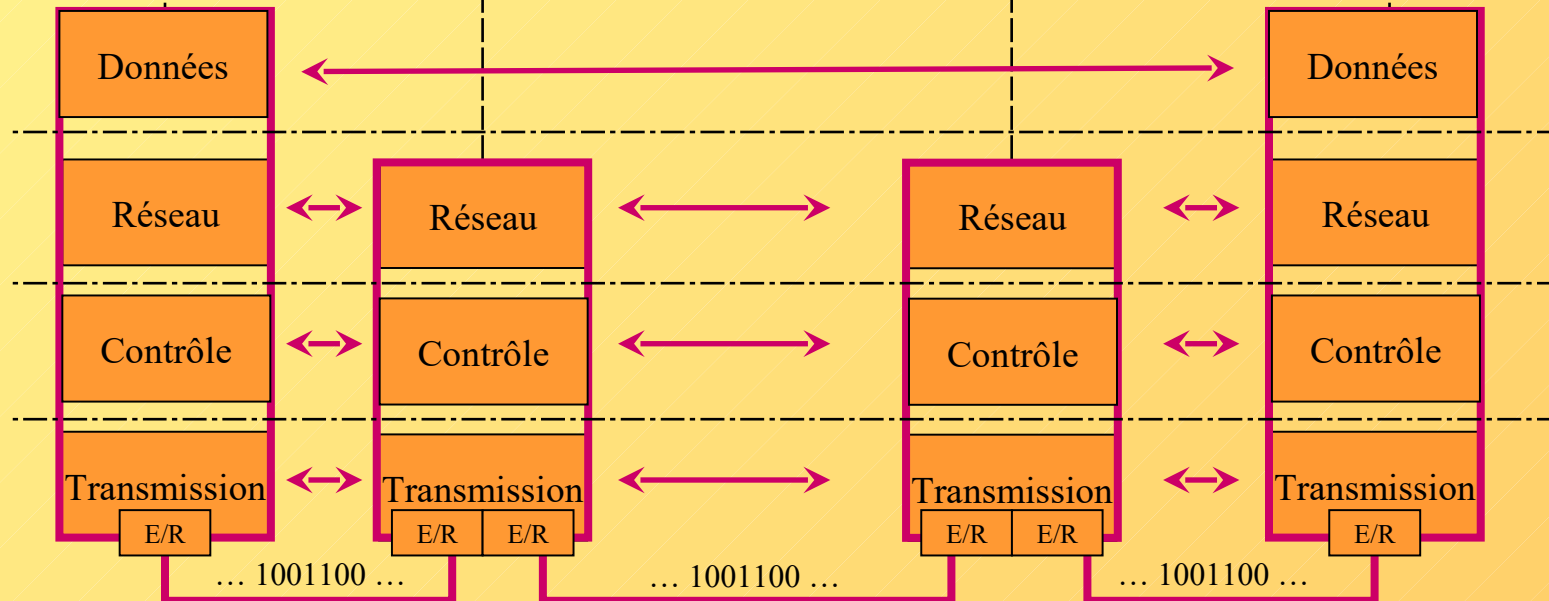 Données
Données
Réseau
Réseau
Réseau
Réseau
Contrôle
Contrôle
Contrôle
Contrôle
Transmission
Transmission
Transmission
Transmission
E/R
E/R
E/R
E/R
E/R
E/R
… 1001100 …
… 1001100 …
… 1001100 …